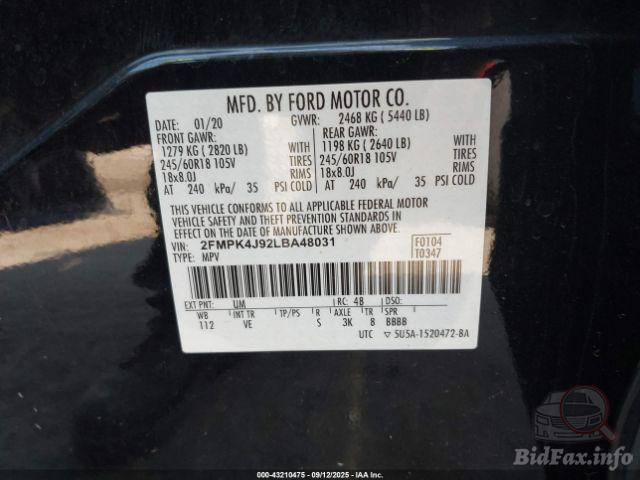 MFD. BY FORD MOTOR CO.
01/20 GVWR: 2468 KG ( 5440 LB)
FRONT GAWR: REAR GAWR:
1279 KG ( 2820 LB) 1198 KG ( 2640 LB)
245/60R18 105V TIRES 245/60R18 105V TIRES
18x8.0J RIMS 18x8.0J RIMS
AT 240 kPa/ 35 PSI COLD AT 240 kPa/ 35 PSI COLD
THIS VEHICLE CONFORMS TO ALL APPLICABLE FEDERAL MOTOR
VEHICLE SAFETY AND THEFT PREVENTION STANDARDS IN
EFFECT ON THE DATE OF MANUFACTURE SHOWN ABOVE.
VIN: 2FMPK4J92LBA48031 F0104
TYPE: MPV T0347
EXT PNT: UM RC: 48 DSO:
WB INT TR TP/PS R AXLE TR SPR
112 VE S 3K 8 BBBB
UTC ▽ 5U5A-1520472-8A
BidFax.info
000-43210475 - 09/12/2025 - IAA Inc.